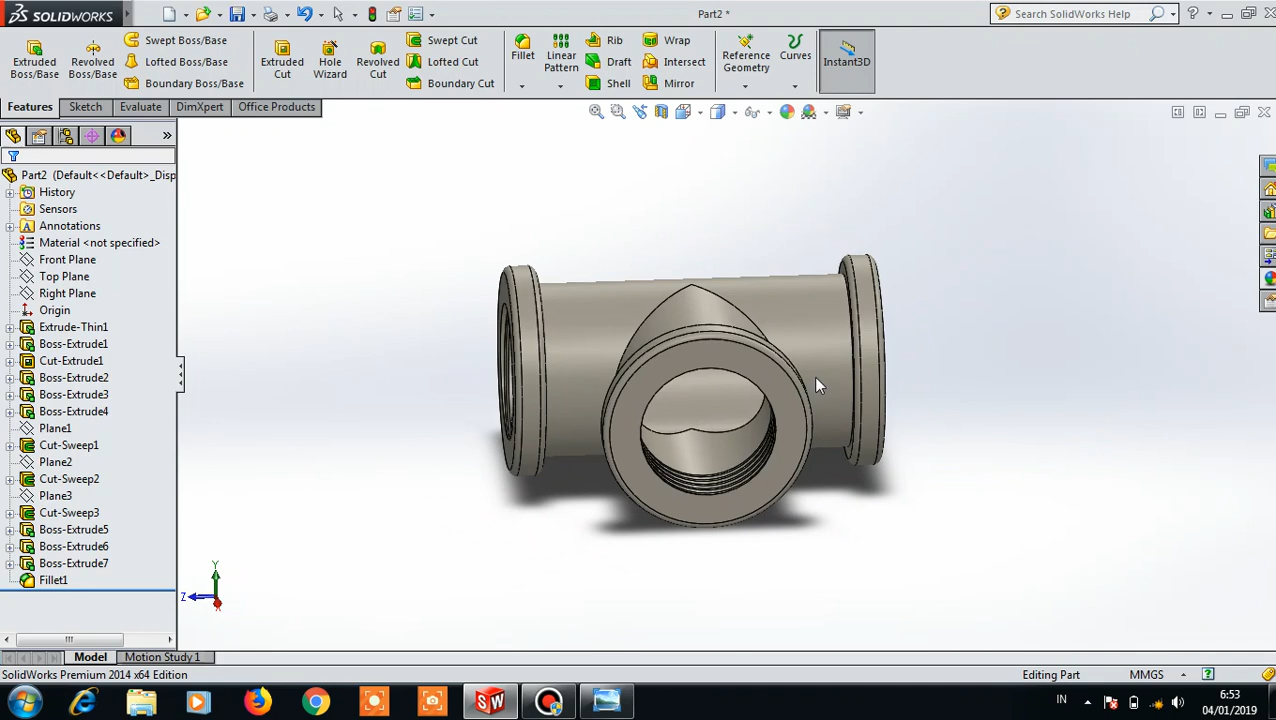 SOLIDWORKS
Part2 *
Search SolidWorks Help
Extruded Boss/Base
Revolved Boss/Base
Swept Boss/Base
Lofted Boss/Base
Boundary Boss/Base
Extruded Cut
Hole Wizard
Revolved Cut
Swept Cut
Lofted Cut
Boundary Cut
Fillet
Linear Pattern
Rib
Draft
Shell
Wrap
Intersect
Mirror
Reference Geometry
Curves
Instant3D
Features
Sketch
Evaluate
DimXpert
Office Products
Part2 (Default<<Default>_Disp
History
Sensors
Annotations
Material <not specified>
Front Plane
Top Plane
Right Plane
Origin
Extrude-Thin1
Boss-Extrude1
Cut-Extrude1
Boss-Extrude2
Boss-Extrude3
Boss-Extrude4
Plane1
Cut-Sweep1
Plane2
Cut-Sweep2
Plane3
Cut-Sweep3
Boss-Extrude5
Boss-Extrude6
Boss-Extrude7
Fillet1
Y
Z
Model
Motion Study 1
SolidWorks Premium 2014 x64 Edition
Editing Part
MMGS
IN
6:53
04/01/2019